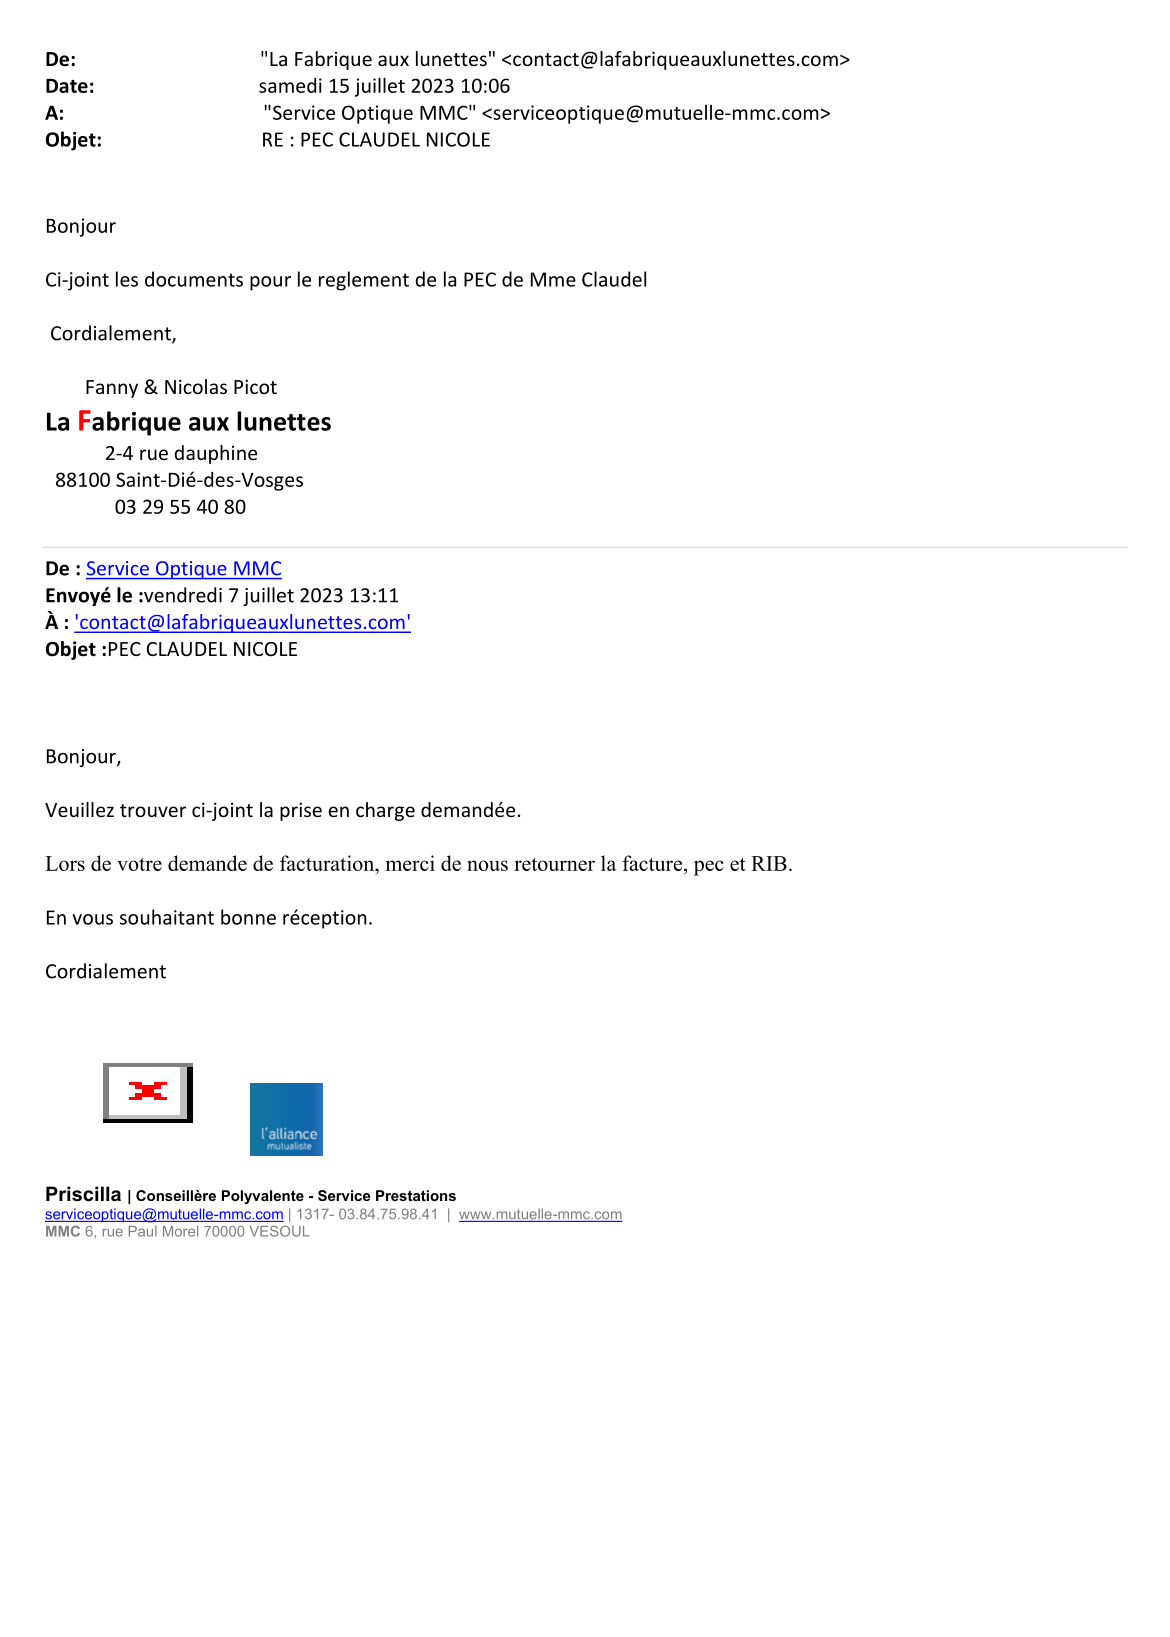 De: "La Fabrique aux lunettes" <contact@lafabriqueauxlunettes.com>
Date: samedi 15 juillet 2023 10:06
A: "Service Optique MMC" <serviceoptique@mutuelle-mmc.com>
Objet: RE : PEC CLAUDEL NICOLE
Bonjour
Ci-joint les documents pour le reglement de la PEC de Mme Claudel
Cordialement,
Fanny & Nicolas Picot
La Fabrique aux lunettes
2-4 rue dauphine
88100 Saint-Dié-des-Vosges
03 29 55 40 80
De : Service Optique MMC
Envoyé le :vendredi 7 juillet 2023 13:11
À : 'contact@lafabriqueauxlunettes.com'
Objet :PEC CLAUDEL NICOLE
Bonjour,
Veuillez trouver ci-joint la prise en charge demandée.
Lors de votre demande de facturation, merci de nous retourner la facture, pec et RIB.
En vous souhaitant bonne réception.
Cordialement
l'alliance
mutualiste
Priscilla | Conseillère Polyvalente - Service Prestations
serviceoptique@mutuelle-mmc.com | 1317- 03.84.75.98.41 | www.mutuelle-mmc.com
MMC 6, rue Paul Morel 70000 VESOUL